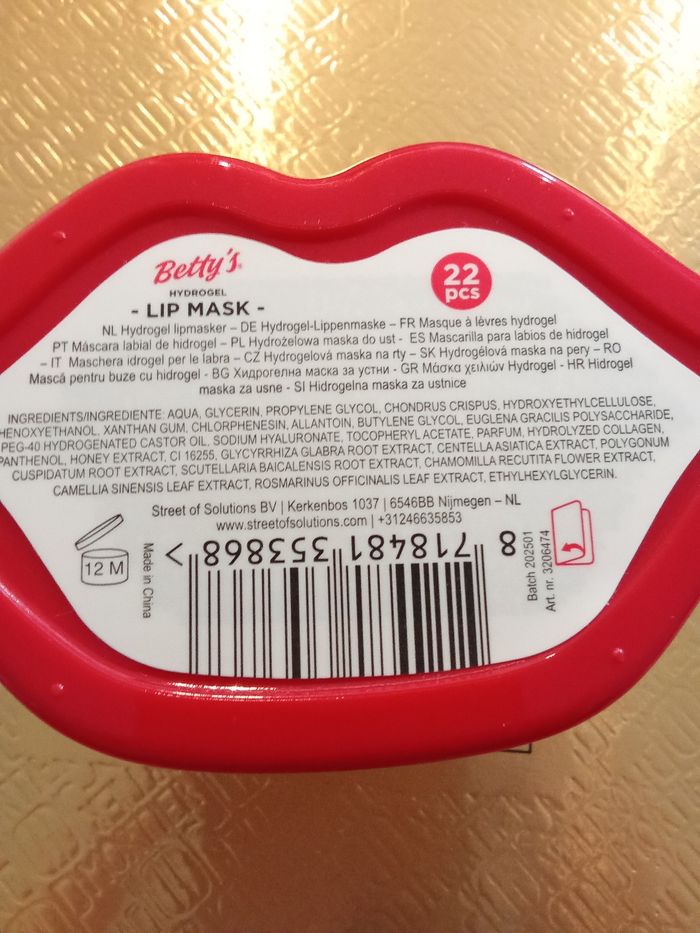 Betty's
HYDROGEL
- LIP MASK -
22
pcs
NL Hydrogel lipmasker – DE Hydrogel-Lippenmaske – FR Masque à lèvres hydrogel
PT Máscara labial de hidrogel – PL Hydrożelowa maska do ust - ES Mascarilla para labios de hidrogel
– IT Maschera idrogel per le labra – CZ Hydrogelová maska na rty – SK Hydrogélová maska na pery – RO
Mască pentru buze cu hidrogel - BG Хидрогелна маска за устни - GR Μάσκα χειλιών Hydrogel - HR Hidrogel
maska za usne - SI Hidrogelna maska za ustnice
INGREDIENTS/INGREDIENTE: AQUA, GLYCERIN, PROPYLENE GLYCOL, CHONDRUS CRISPUS, HYDROXYETHYLCELLULOSE,
HENOXYETHANOL, XANTHAN GUM, CHLORPHENESIN, ALLANTOIN, BUTYLENE GLYCOL, EUGLENA GRACILIS POLYSACCHARIDE,
PEG-40 HYDROGENATED CASTOR OIL, SODIUM HYALURONATE, TOCOPHERYL ACETATE, PARFUM, HYDROLYZED COLLAGEN,
PANTHENOL, HONEY EXTRACT, CI 16255, GLYCYRRHIZA GLABRA ROOT EXTRACT, CENTELLA ASIATICA EXTRACT, POLYGONUM
CUSPIDATUM ROOT EXTRACT, SCUTELLARIA BAICALENSIS ROOT EXTRACT, CHAMOMILLA RECUTITA FLOWER EXTRACT,
CAMELLIA SINENSIS LEAF EXTRACT, ROSMARINUS OFFICINALIS LEAF EXTRACT, ETHYLHEXYLGLYCERIN.
Street of Solutions BV | Kerkenbos 1037 | 6546BB Nijmegen – NL
www.streetofsolutions.com | +31246635853
12 M
Made in China
8 718481 353868 >
Batch 202501
Art. nr. 3206474